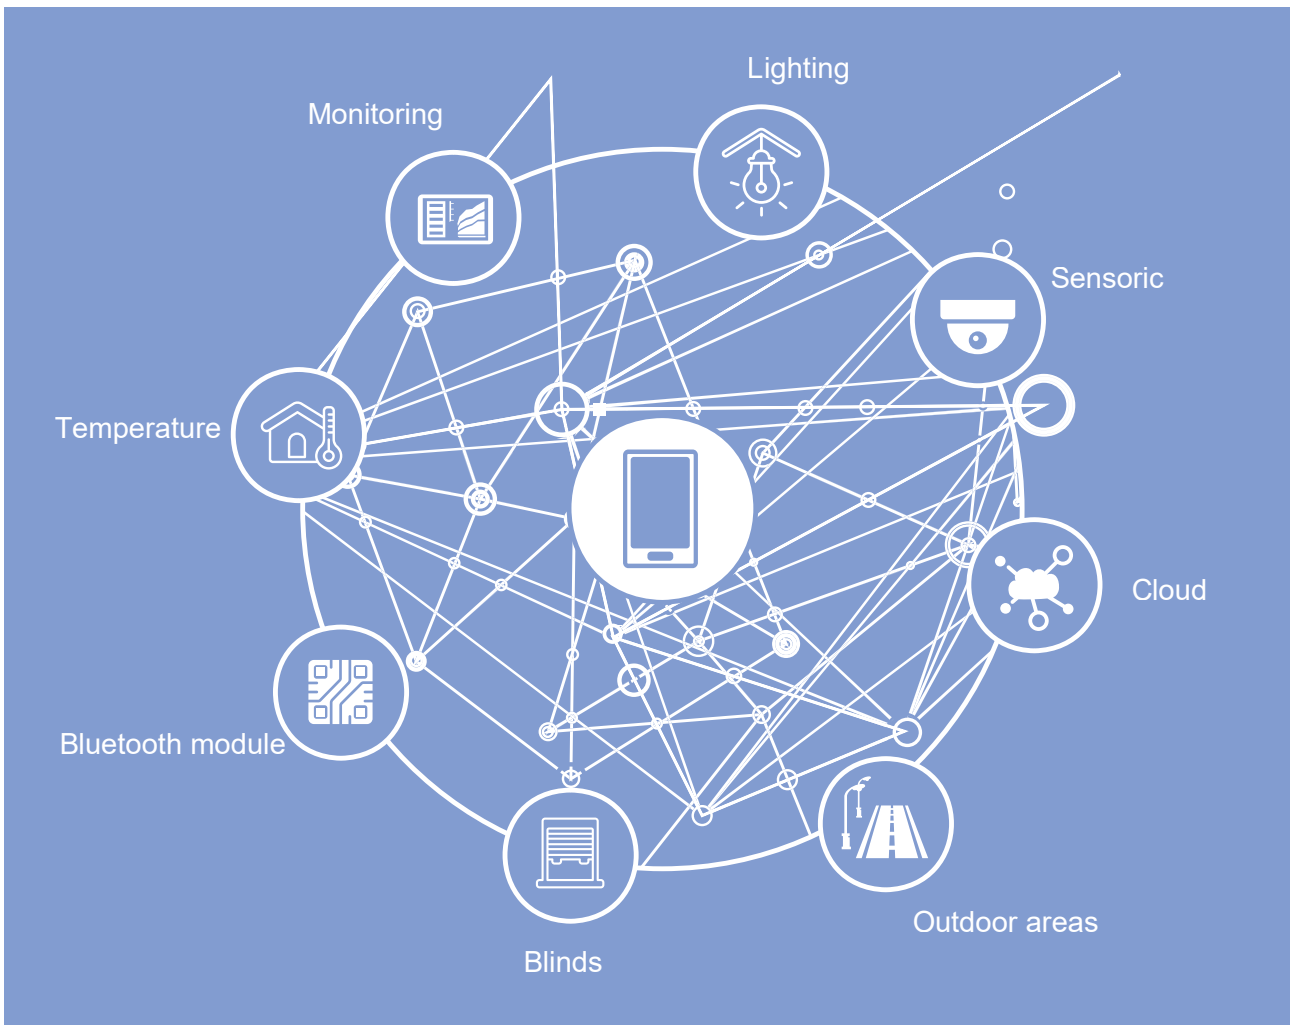 Lighting
Monitoring
Sensoric
Temperature
Cloud
Bluetooth module
Outdoor areas
Blinds